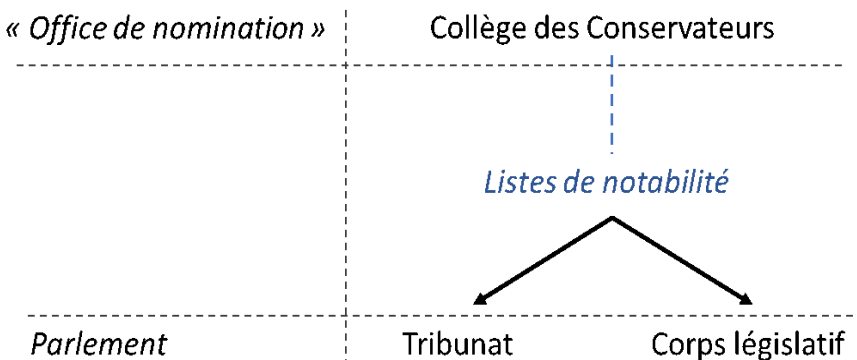 « Office de nomination » Collège des Conservateurs
Listes de notabilité
Parlement Tribunat Corps législatif